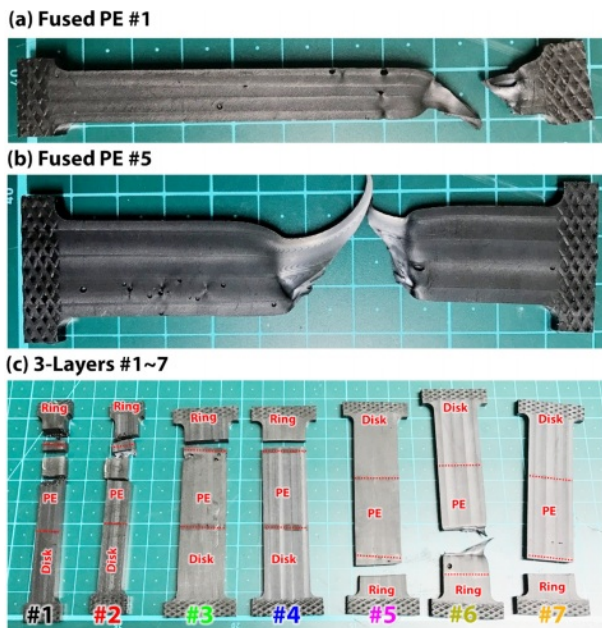 (a) Fused PE #1
(b) Fused PE #5
(c) 3-Layers #1~7
Ring Ring Ring Ring Disk Disk Disk
PE PE PE PE PE PE PE
Disk Disk Disk Disk Ring Ring Ring
#1 #2 #3 #4 #5 #6 #7